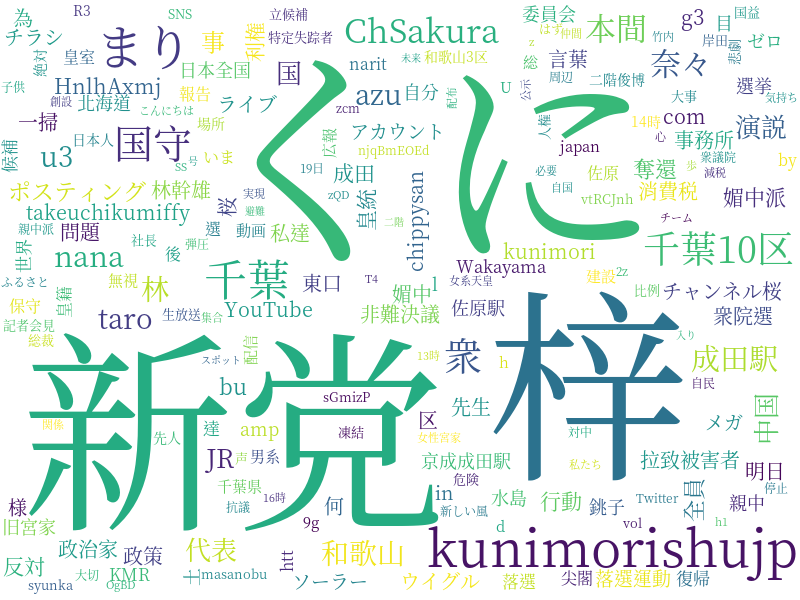 為 SNS 立候補 委員会 本間 g3 目 国益
チラシ まり 事 利権 特定失踪者 ChSakura はず 仲間 竹内 岸田 悲劇 ゼロ
絶対 皇室 日本全国 国 narit 和歌山3区 z 総 言葉 奈々
子供 HnlhAxmj 報告 azu 自分 未来 配布 U 周辺 公示 二階俊博 大事 選挙 気持ち
創設 北海道 こんにちは ライブ zcm
候補 一掃 日本人 号 場所 国守 くに 広報 アカウント 人権 14時 心 com 事務所 演説
u3 ss いま 19日 njqBmEOEd japan 衆議院 減税 by
ポスティング 林幹雄 実現 zQD 成田 皇統 必要 自国 佐原 歩 奪還 消費税 媚中派
takeuchikumiffy 桜 避難 二階 chippysan vtRCJnh チーム
親中派 問題 社長 弾圧 選 動画 私達 kunimori 千葉10区
世界 nana 後 女系天皇 建設 2z
ふるさと 皇籍 無視 林 千葉 東口 T4 媚中 l Wakayama 比例 チャンネル桜
保守 記者会見 総裁 taro 生放送 集合 YouTube 非難決議 佐原駅 衆院選
新党 梓 スポット 配信 13時 衆 h 入り 成田駅
bu sGmizP 自民
関係 先人 達 amp 凍結 区 女性宮家 先生 対中 メガ 中国
JR 声 男系 京成成田駅 私たち 拉致被害者
様 千葉県 16時 何 in 危険 明日
旧宮家 抗議 9g 新しい風 水島 行動 銚子 Twitter 全員 親中 停止
反対 政治家 政策 代表 htt 和歌山 d vol h1 kunimorishujp
syunka 大切 KMR OgBD 士 masanobu ソーラー ウイグル 落選 尖閣 落選運動 復帰
R3